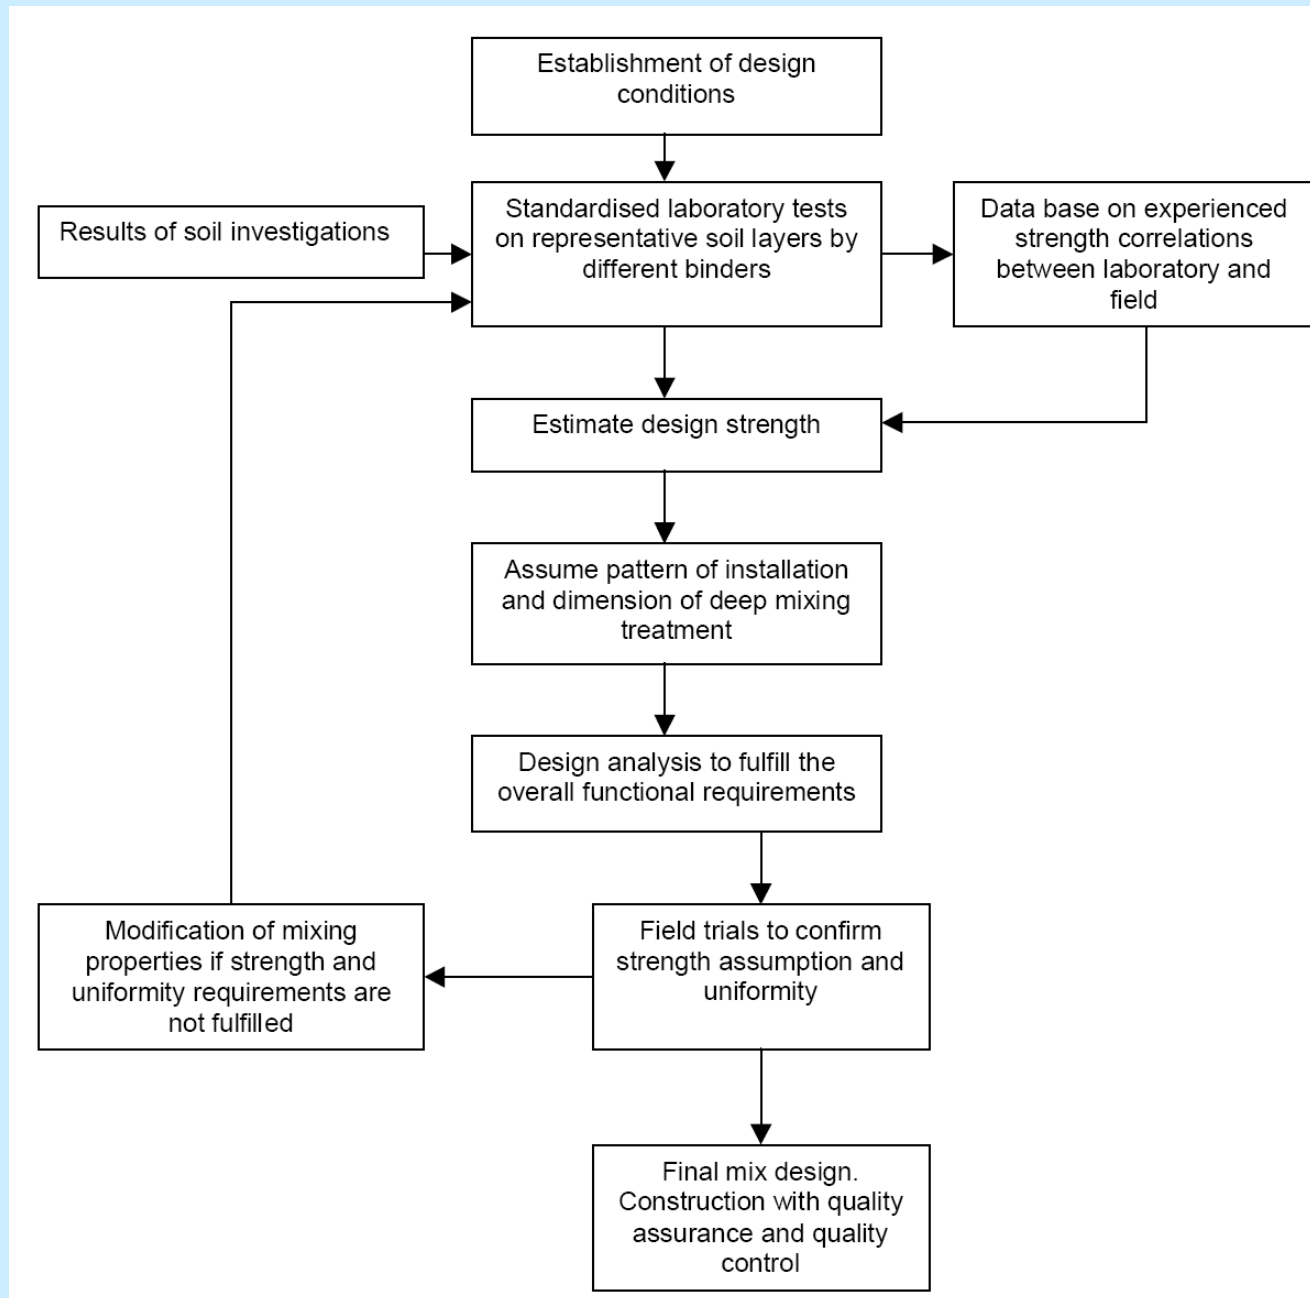 Establishment of design
conditions
Results of soil investigations
Standardised laboratory tests
on representative soil layers by
different binders
Data base on experienced
strength correlations
between laboratory and
field
Estimate design strength
Assume pattern of installation
and dimension of deep mixing
treatment
Design analysis to fulfill the
overall functional requirements
Modification of mixing
properties if strength and
uniformity requirements are
not fulfilled
Field trials to confirm
strength assumption and
uniformity
Final mix design.
Construction with quality
assurance and quality
control